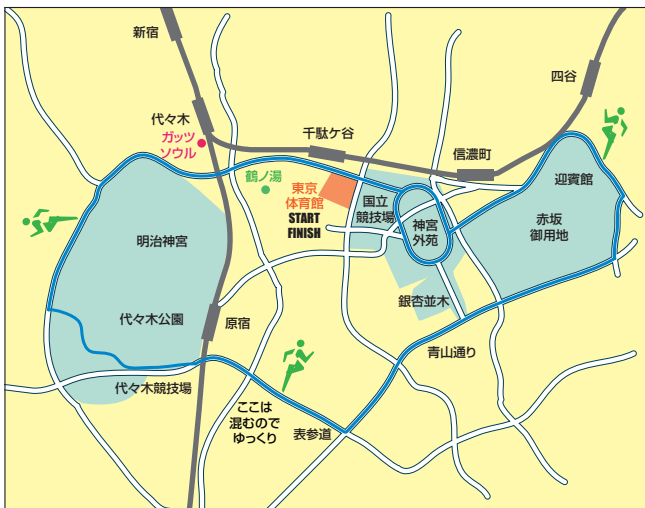 新宿
四谷
代々木
ガッツ
ソウル
千駄ケ谷
信濃町
鶴ノ湯
東京
体育館
START
FINISH
国立
競技場
神宮
外苑
迎賓館
赤坂
御用地
明治神宮
銀杏並木
代々木公園
原宿
青山通り
代々木競技場
ここは
混むので
ゆっくり
表参道